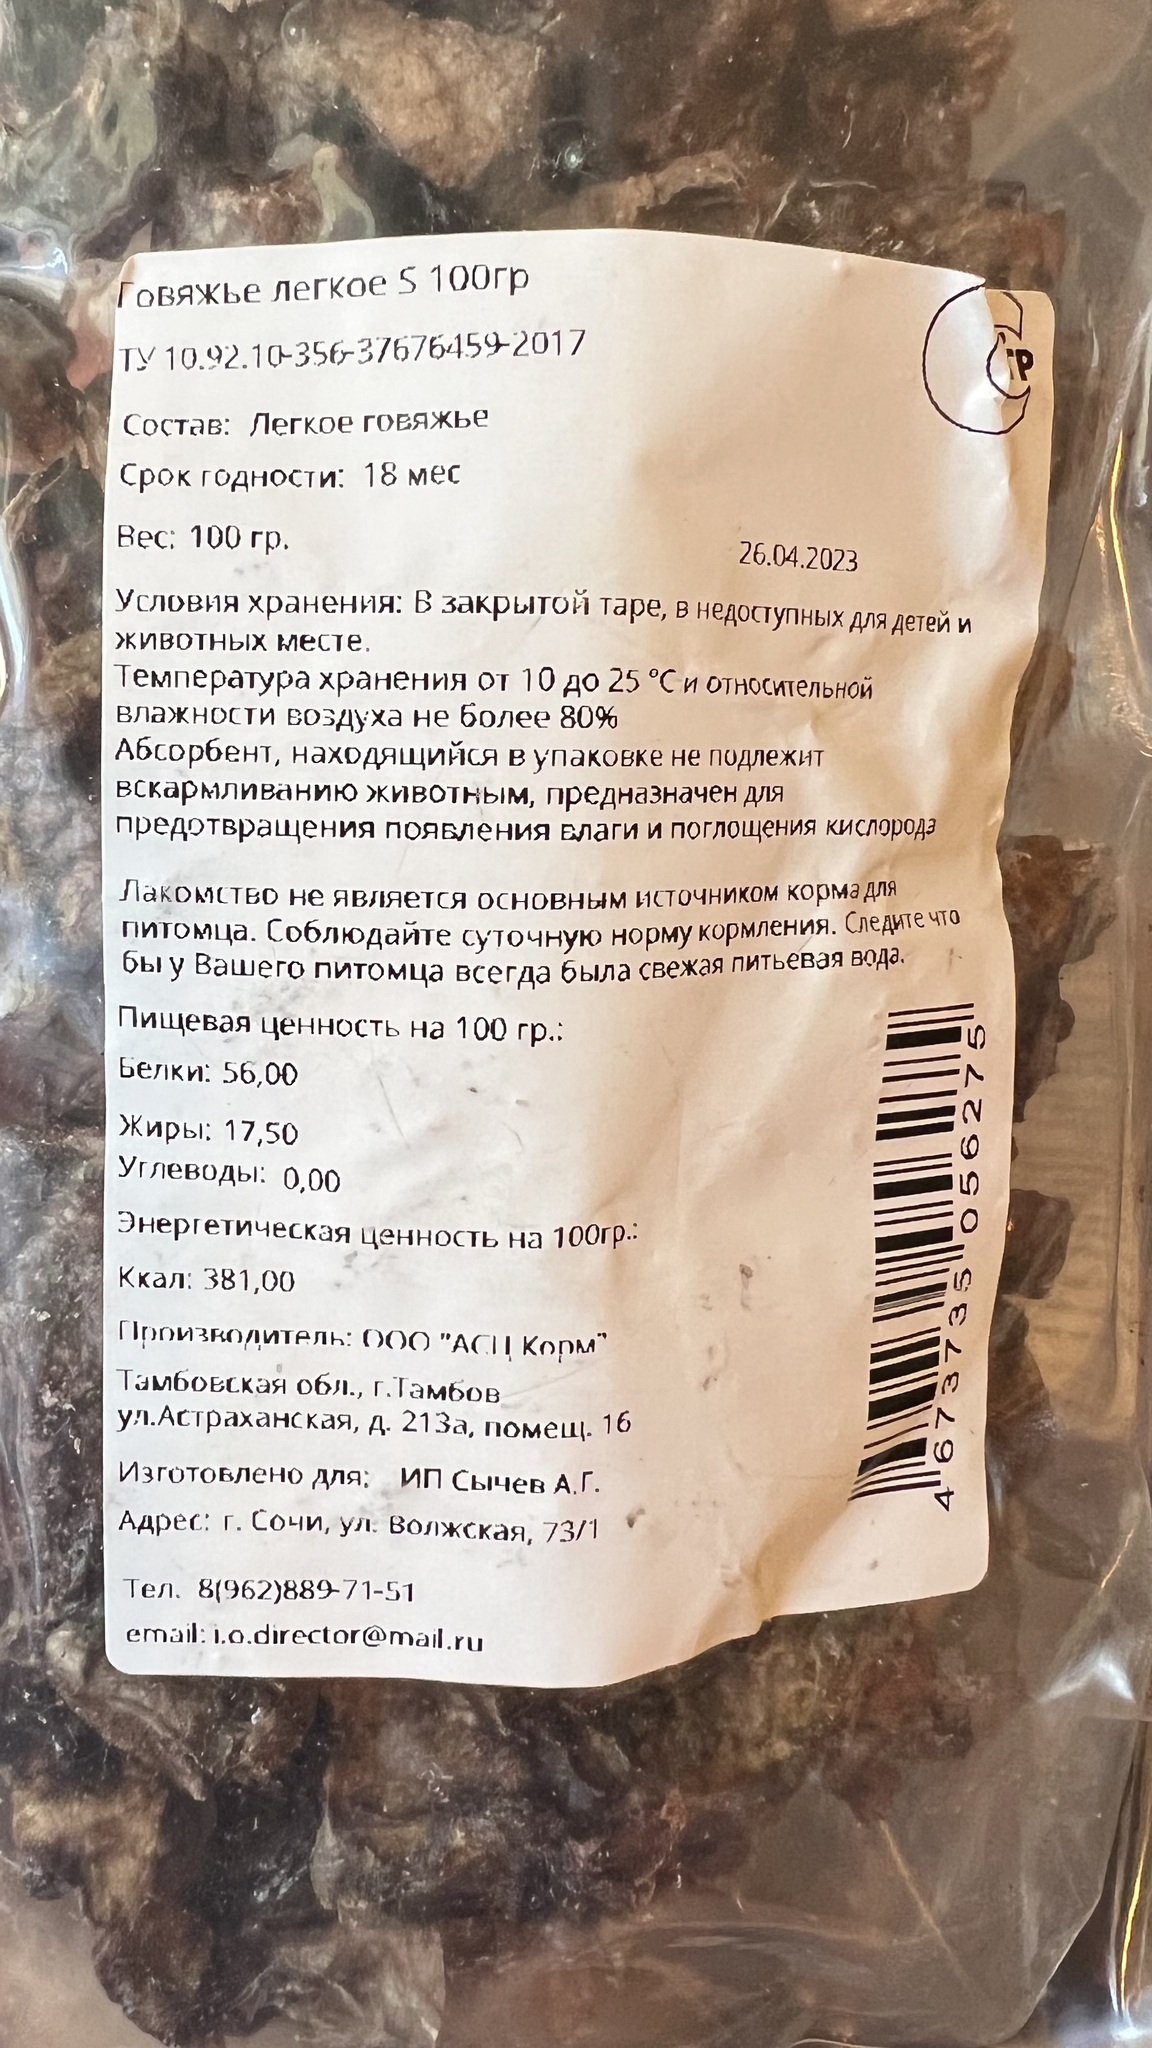 Говяжье легкое S 100гр
ТУ 10.92.10-356-37676459-2017
СТР
Состав: Легкое говяжье
Срок годности: 18 мес
Вес: 100 гр.
26.04.2023
Условия хранения: В закрытой таре, в недоступных для детей и
животных месте.
Температура хранения от 10 до 25 °C и относительной
влажности воздуха не более 80%
Абсорбент, находящийся в упаковке не подлежит
вскармливанию животным, предназначен для
предотвращения появления влаги и поглощения кислорода
Лакомство не является основным источником корма для
питомца. Соблюдайте суточную норму кормления. Следите что
бы у Вашего питомца всегда была свежая питьевая вода.
Пищевая ценность на 100 гр.:
Белки: 56,00
Жиры: 17,50
Углеводы: 0,00
Энергетическая ценность на 100гр.:
Ккал: 381,00
Производитель: ООО "АСЦ Корм"
Тамбовская обл., г.Тамбов
ул.Астраханская, д. 213а, помещ. 16
Изготовлено для: ИП Сычев А.Г.
Адрес: г. Сочи, ул. Волжская, 73/1
Тел. 8(962)889-71-51
email: i.o.director@mail.ru
4673735056275